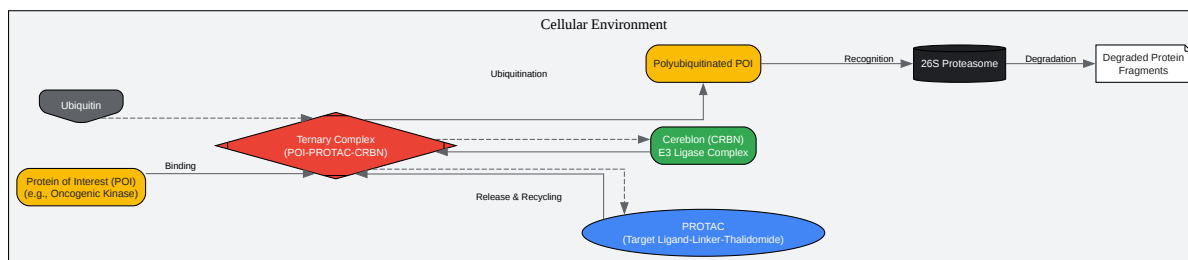 Cellular Environment
Ubiquitination
Polyubiquitinated POI
Recognition
26S Proteasome
Degradation
Degraded Protein
Fragments
Ubiquitin
Ternary Complex
(POI-PROTAC-CRBN)
Cereblon (CRBN)
E3 Ligase Complex
Binding
Protein of Interest (POI)
(e.g., Oncogenic Kinase)
Release & Recycling
PROTAC
(Target Ligand-Linker-Thalidomide)